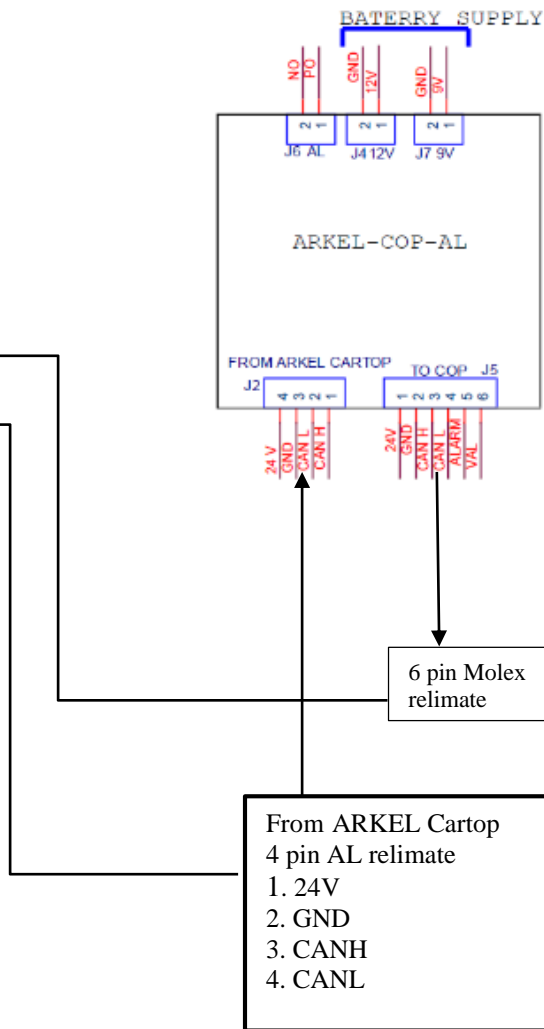 BATERRY SUPPLY
NO PO GND 12V GND 9V
2 1 2 1 2 1
J6 AL J4 12V J7 9V
ARKEL-COP-AL
FROM ARKEL CARTOP TO COP J5
J2
4 3 2 1 1 2 3 4 5 6
24 V GND CAN L CAN H 24V GND CAN H CAN L ALARM VAL
6 pin Molex
relimate
From ARKEL Cartop
4 pin AL relimate
1. 24V
2. GND
3. CANH
4. CANL